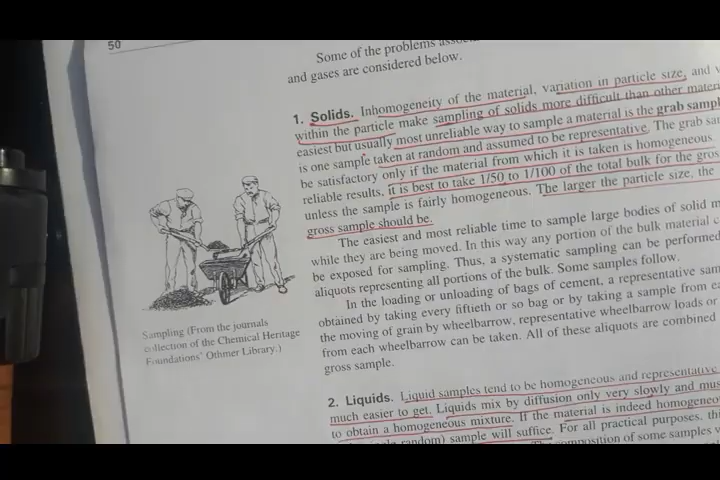 50
Some of the problems
and gases are considered below.
1. Solids. Inhomogeneity of the material, variation in particle size, and
within the particle make sampling of solids more difficult than other
easiest but usually most unreliable way to sample a material is the grab
is one sample taken at random and assumed to be representative. The grab
be satisfactory only if the material from which it is taken is homogeneous.
reliable results, it is best to take 1/50 to 1/100 of the total bulk for the
unless the sample is fairly homogeneous. The larger the particle size, the
gross sample should be.
The easiest and most reliable time to sample large bodies of solid
while they are being moved. In this way any portion of the bulk material
be exposed for sampling. Thus, a systematic sampling can be performed
aliquots representing all portions of the bulk. Some samples follow.
In the loading or unloading of bags of cement, a representative
obtained by taking every fiftieth or so bag or by taking a sample from
the moving of grain by wheelbarrow, representative wheelbarrow loads or
from each wheelbarrow can be taken. All of these aliquots are combined
gross sample.
Sampling (From the journals
collection of the Chemical Heritage
Foundations' Othmer Library.)
2. Liquids. Liquid samples tend to be homogeneous and representative
much easier to get. Liquids mix by diffusion only very slowly and
to obtain a homogeneous mixture. If the material is indeed
random) sample will suffice. For all practical purposes,
composition of some samples